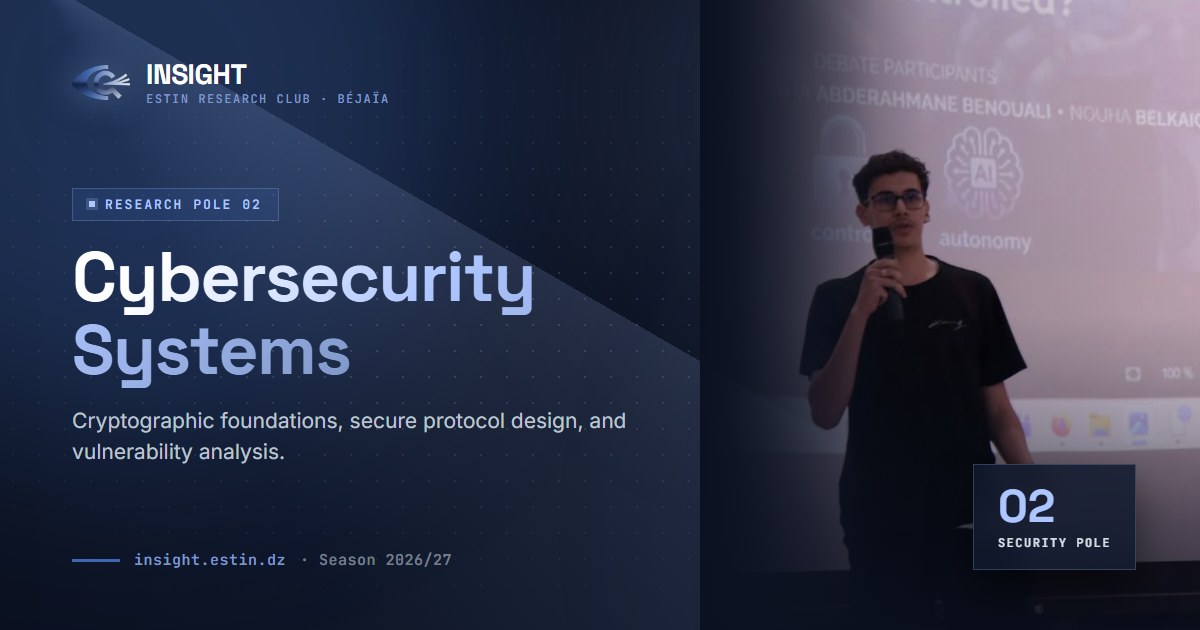 INSIGHT
ESTIN RESEARCH CLUB · BÉJAÏA
RESEARCH POLE 02
Cybersecurity
Systems
Cryptographic foundations, secure protocol design, and
vulnerability analysis.
insight.estin.dz · Season 2026/27
DEBATE PARTICIPANTS
ABDERAHMANE BENOUALI • NOUHA
AI
autonomy
100 %
02
SECURITY POLE